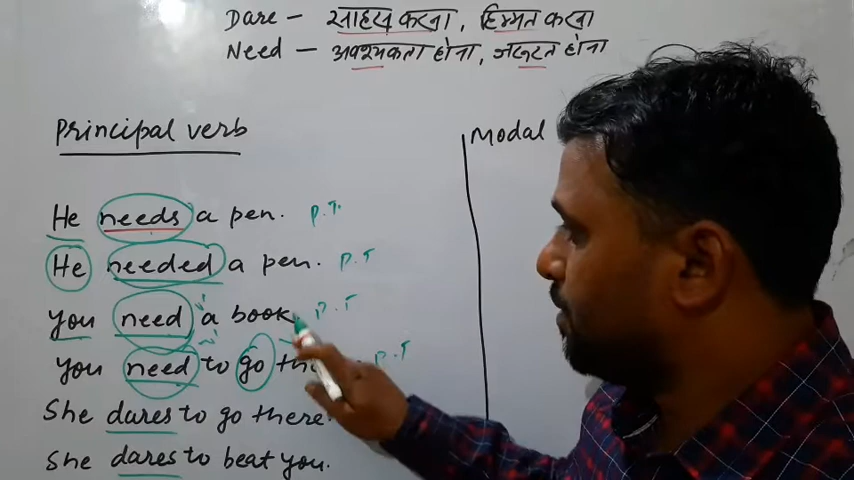 Dare – साहस करना, हिम्मत करना
Need – अवश्यकता होना, जरूरत होना
Principal verb
Modal
He needs a pen. P.T.
He needed a pen. P.T
you need a book P.T
you need to go P.T
She dares to go there.
She dares to beat you.